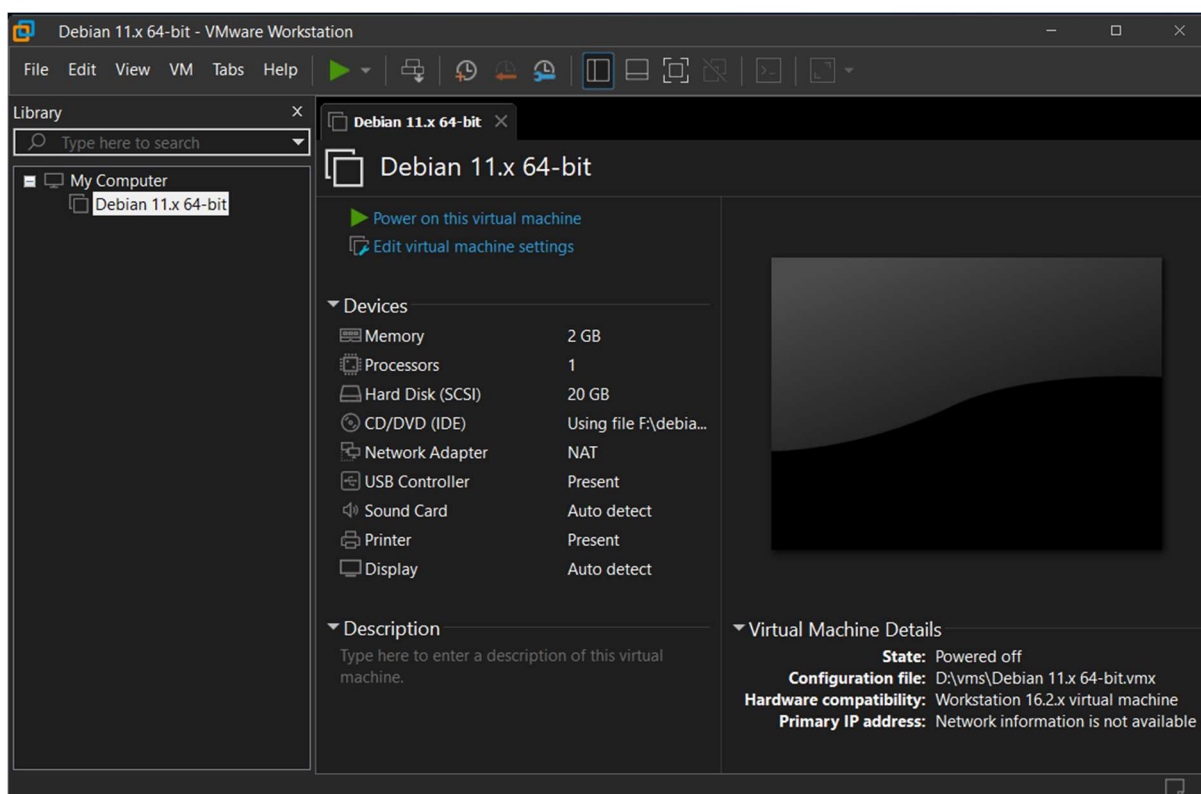 Debian 11.x 64-bit - VMware Workstation
File Edit View VM Tabs Help
Library X
Type here to search
My Computer
Debian 11.x 64-bit
Debian 11.x 64-bit
Debian 11.x 64-bit
Power on this virtual machine
Edit virtual machine settings
Devices
Memory 2 GB
Processors 1
Hard Disk (SCSI) 20 GB
CD/DVD (IDE) Using file F:\debia...
Network Adapter NAT
USB Controller Present
Sound Card Auto detect
Printer Present
Display Auto detect
Description
Type here to enter a description of this virtual
machine.
Virtual Machine Details
State: Powered off
Configuration file: D:\vms\Debian 11.x 64-bit.vmx
Hardware compatibility: Workstation 16.2.x virtual machine
Primary IP address: Network information is not available